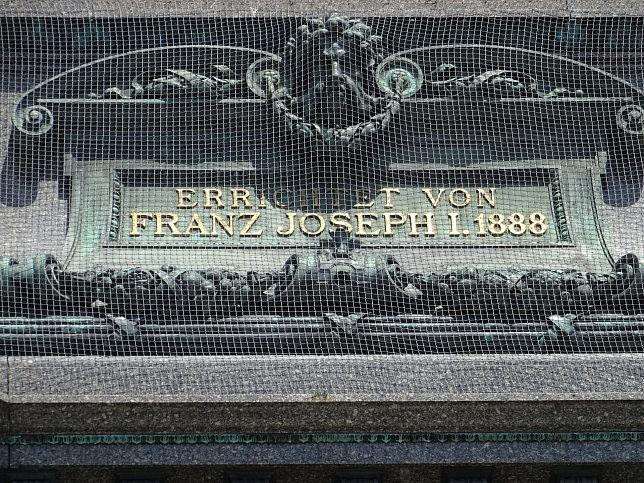 ERRICHTET VON
FRANZ JOSEPH I. 1888